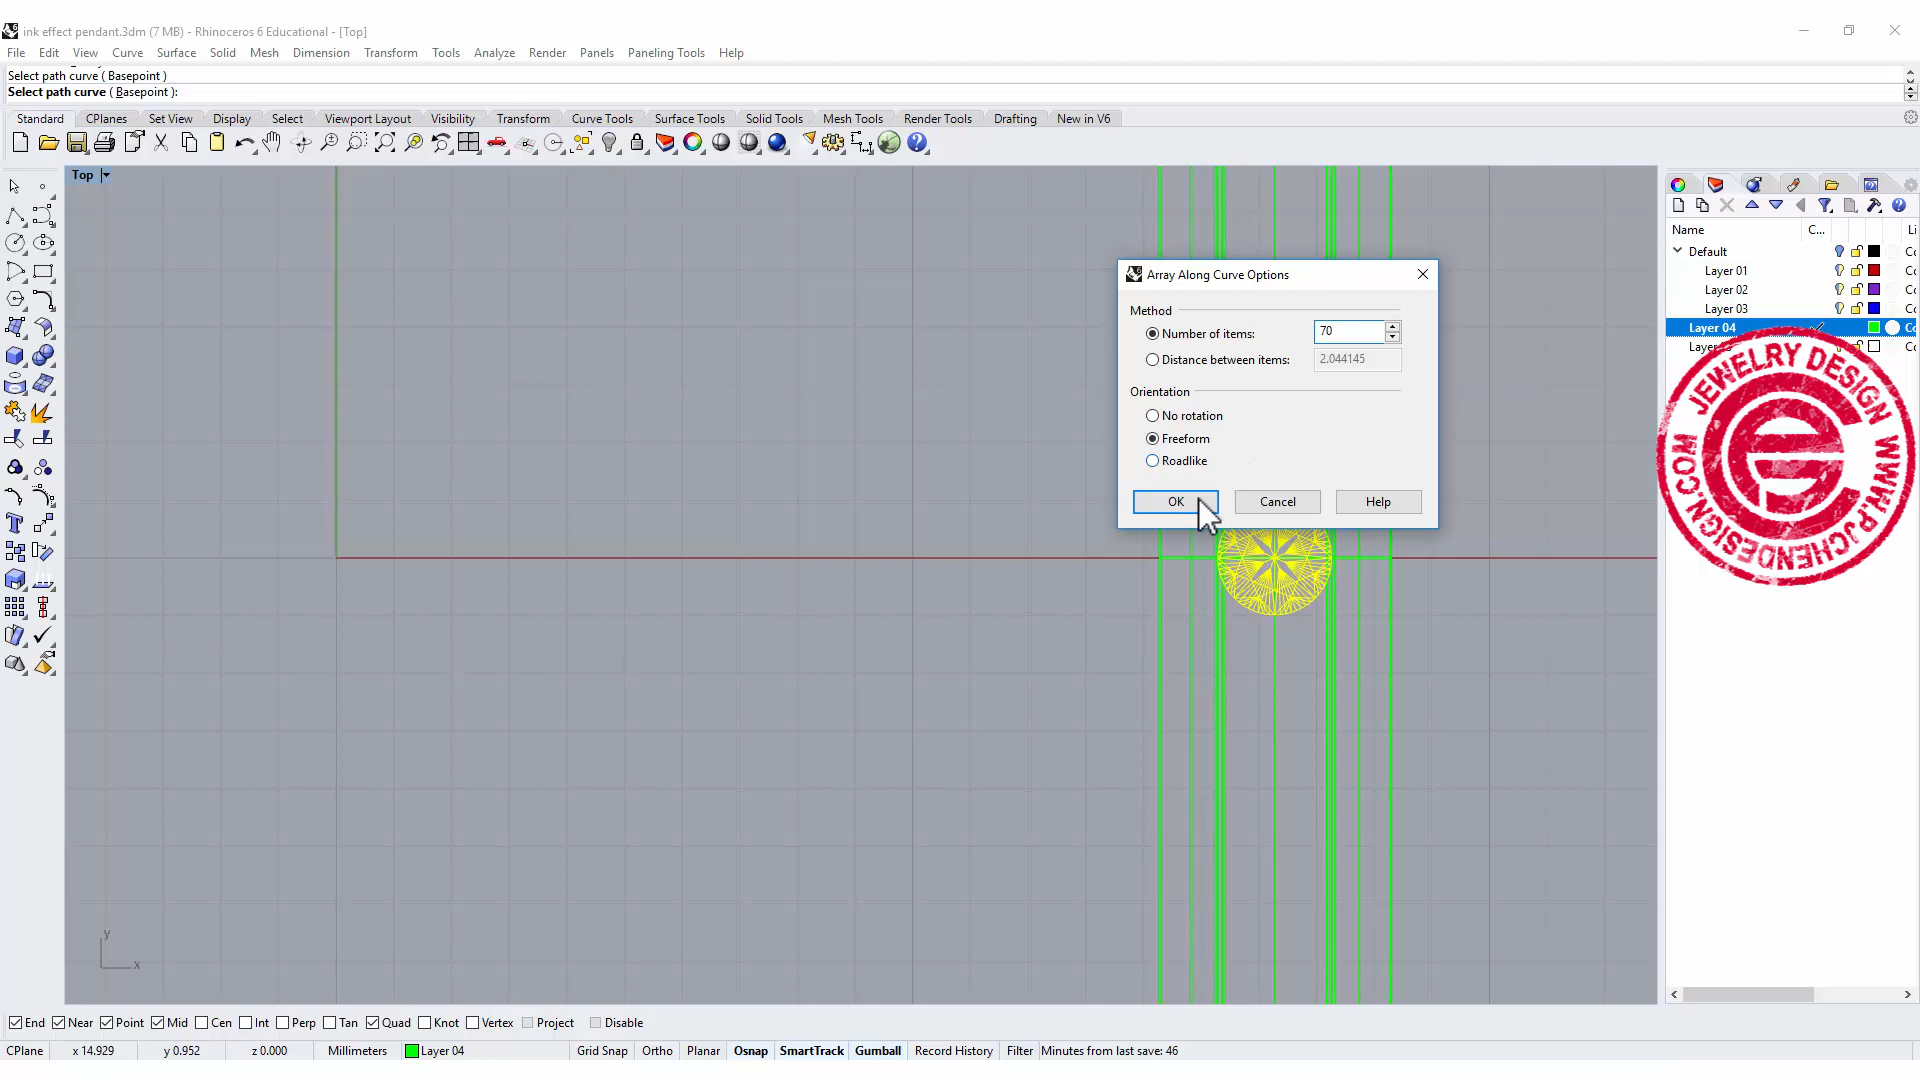 ink effect pendant.3dm (7 MB) - Rhinoceros 6 Educational - [Top]
File Edit View Curve Surface Solid Mesh Dimension Transform Tools Analyze Render Panels Paneling Tools Help
Select path curve ( Basepoint )
Select path curve ( Basepoint ):
Standard CPlanes Set View Display Select Viewport Layout Visibility Transform Curve Tools Surface Tools Solid Tools Mesh Tools Render Tools Drafting New in V6
Top
Name C... Li
Default Cc
Layer 01 Cc
Layer 02 Cc
Layer 03 Cc
Layer 04 Cc
Array Along Curve Options
Method
Number of items: 70
Distance between items: 2.044145
Orientation
No rotation
Freeform
Roadlike
OK Cancel Help
JEWELRY DESIGN WWW.PJCHENDESIGN.COM
y
x
End Near Point Mid Cen Int Perp Tan Quad Knot Vertex Project Disable
CPlane x 14.929 y 0.952 z 0.000 Millimeters Layer 04 Grid Snap Ortho Planar Osnap SmartTrack Gumball Record History Filter Minutes from last save: 46